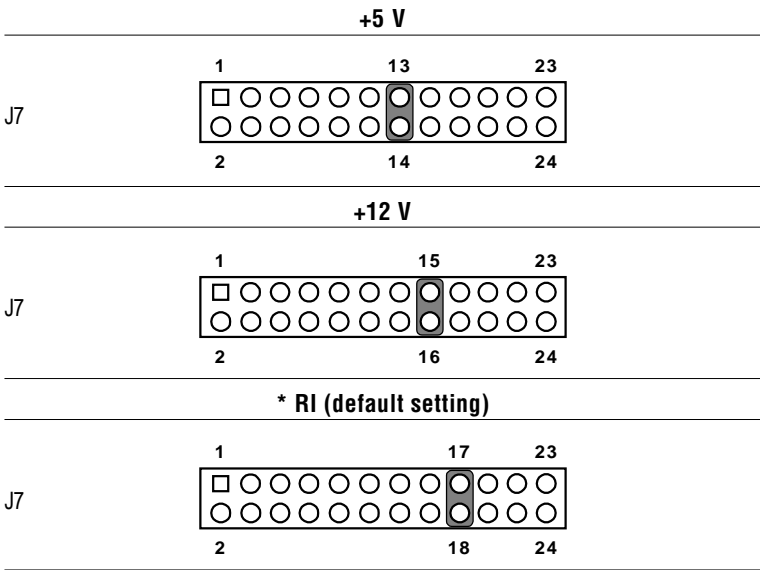 +5 V
1 13 23
J7
2 14 24
+12 V
1 15 23
J7
2 16 24
* RI (default setting)
1 17 23
J7
2 18 24